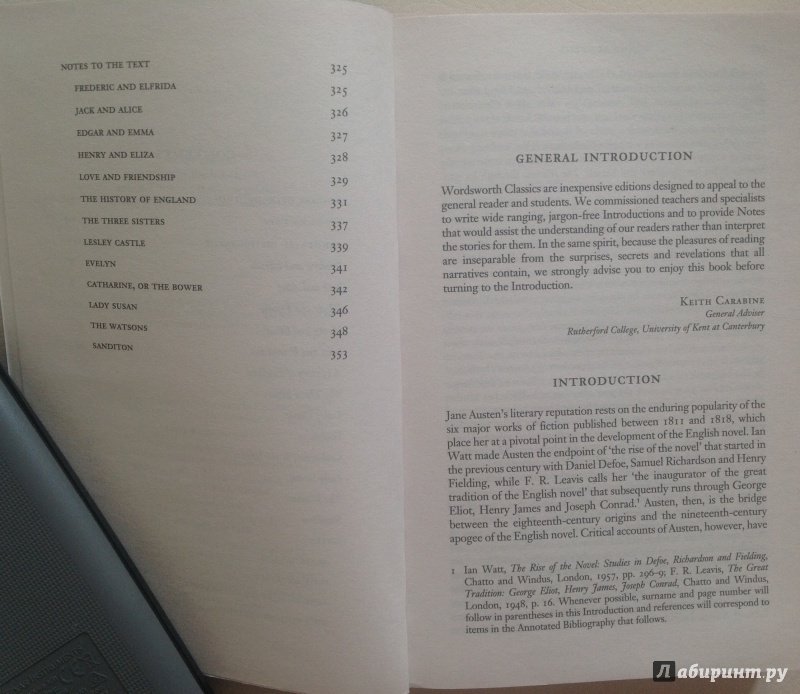 NOTES TO THE TEXT 325
FREDERIC AND ELFRIDA 325
JACK AND ALICE 326
EDGAR AND EMMA 327
HENRY AND ELIZA 328
LOVE AND FRIENDSHIP 329
THE HISTORY OF ENGLAND 331
THE THREE SISTERS 337
LESLEY CASTLE 339
EVELYN 341
CATHARINE, OR THE BOWER 342
LADY SUSAN 346
THE WATSONS 348
SANDITON 353
GENERAL INTRODUCTION
Wordsworth Classics are inexpensive editions designed to appeal to the
general reader and students. We commissioned teachers and specialists
to write wide ranging, jargon-free Introductions and to provide Notes
that would assist the understanding of our readers rather than interpret
the stories for them. In the same spirit, because the pleasures of reading
are inseparable from the surprises, secrets and revelations that all
narratives contain, we strongly advise you to enjoy this book before
turning to the Introduction.
KEITH CARABINE
General Adviser
Rutherford College, University of Kent at Canterbury
INTRODUCTION
Jane Austen's literary reputation rests on the enduring popularity of the
six major works of fiction published between 1811 and 1818, which
place her at a pivotal point in the development of the English novel. Ian
Watt made Austen the endpoint of 'the rise of the novel' that started in
the previous century with Daniel Defoe, Samuel Richardson and Henry
Fielding, while F. R. Leavis calls her 'the inaugurator of the great
tradition of the English novel' that subsequently runs through George
Eliot, Henry James and Joseph Conrad.¹ Austen, then, is the bridge
between the eighteenth-century origins and the nineteenth-century
apogee of the English novel. Critical accounts of Austen, however, have
1 Ian Watt, The Rise of the Novel: Studies in Defoe, Richardson and Fielding,
Chatto and Windus, London, 1957, pp. 296–9; F. R. Leavis, The Great
Tradition: George Eliot, Henry James, Joseph Conrad, Chatto and Windus,
London, 1948, p. 16. Whenever possible, surname and page number will
follow in parentheses in this Introduction and references will correspond to
items in the Annotated Bibliography that follows.
Лабиринт.ру